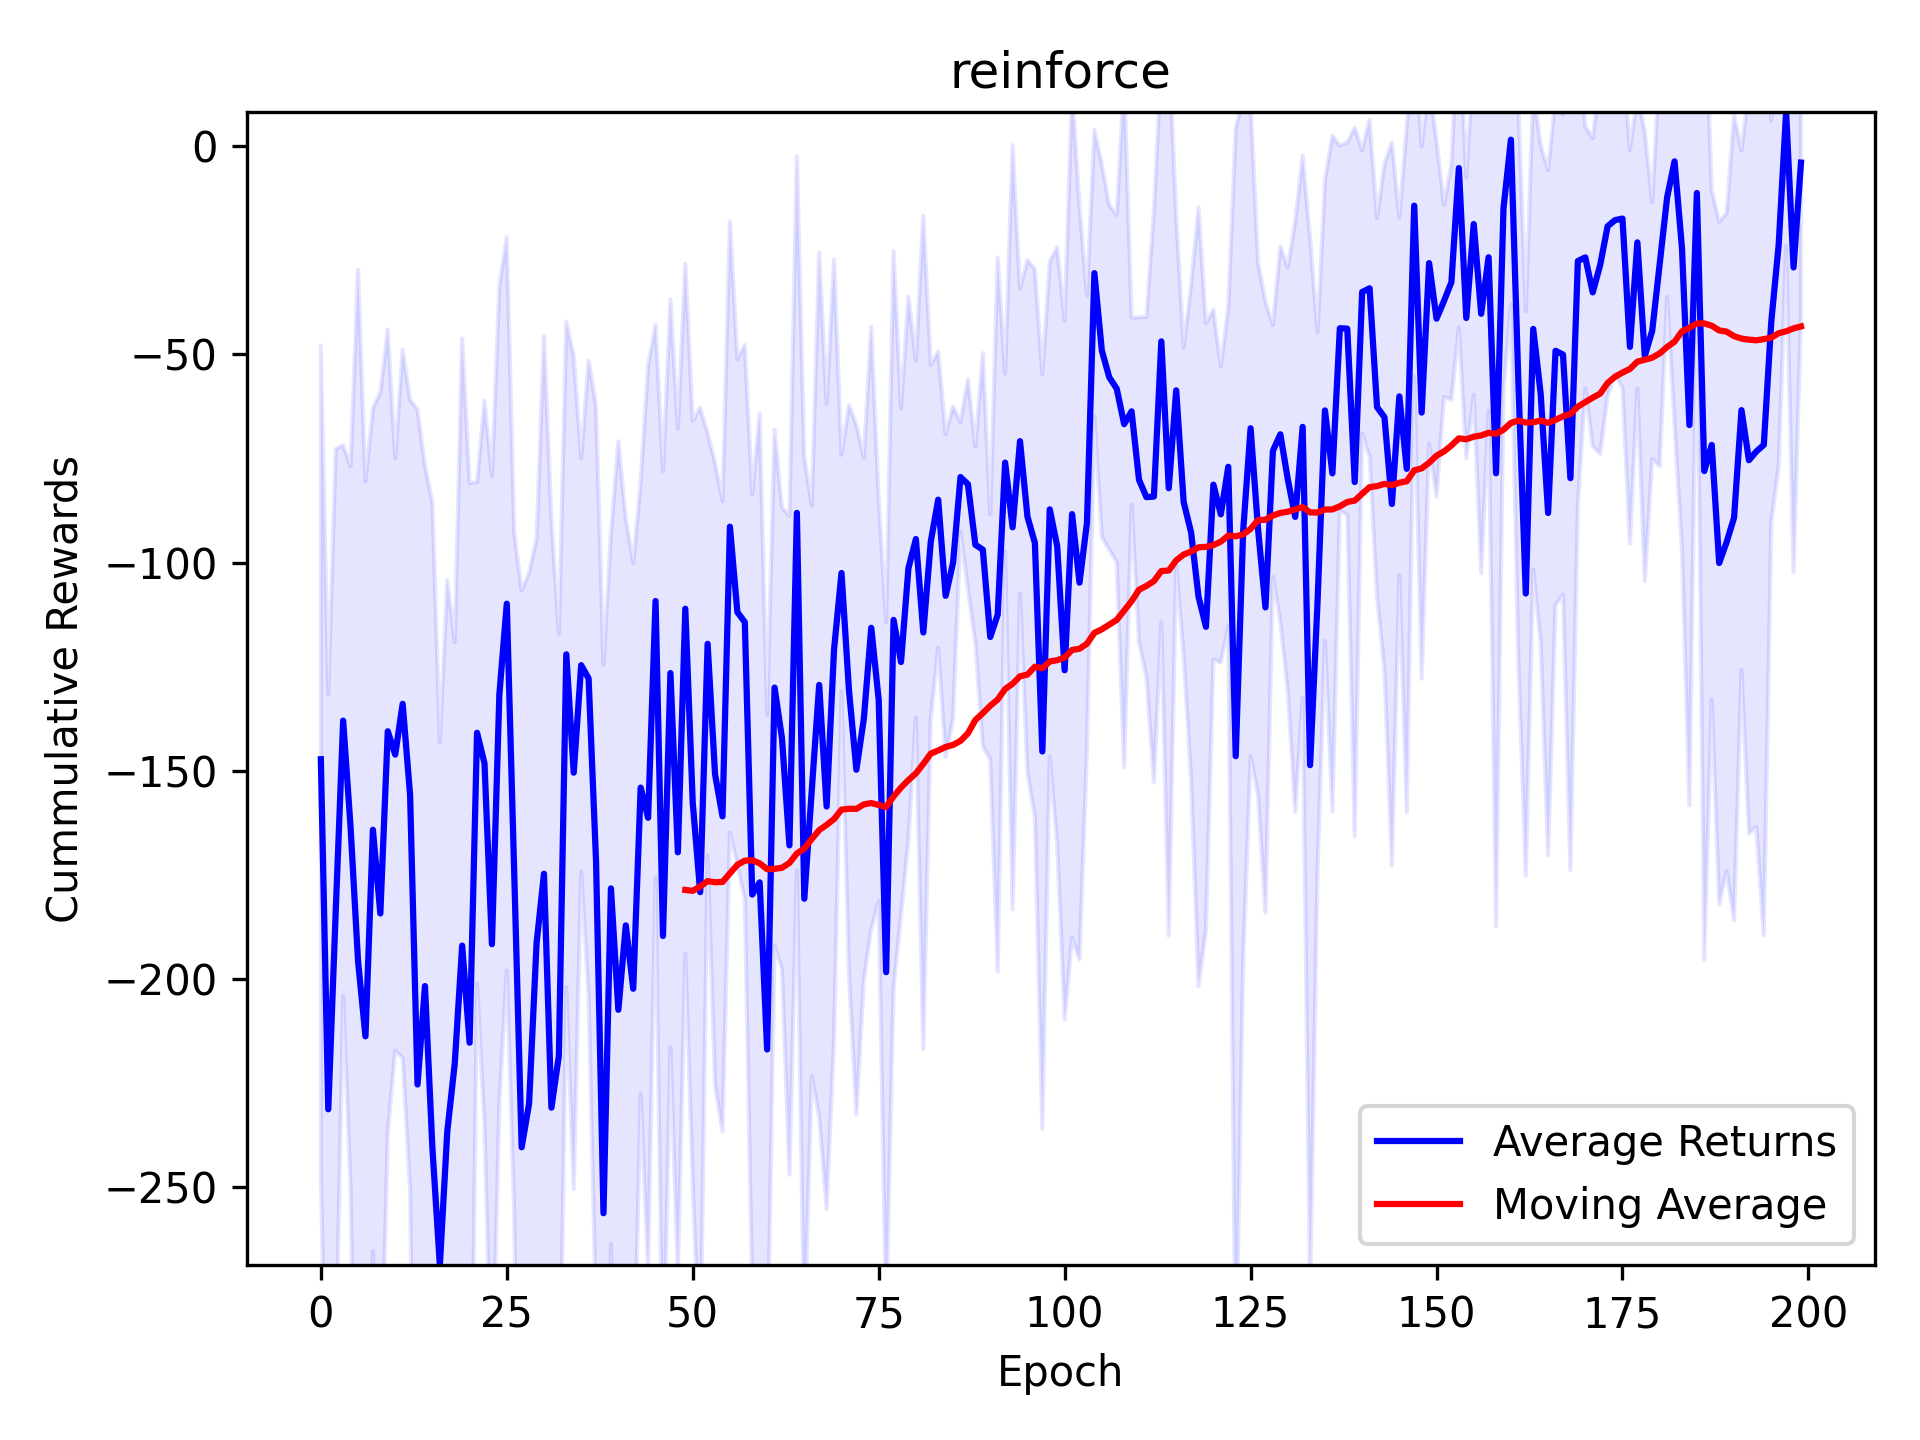 reinforce
Cummulative Rewards
0
−50
−100
−150
−200
−250
0 25 50 75 100 125 150 175 200
Epoch
Average Returns
Moving Average